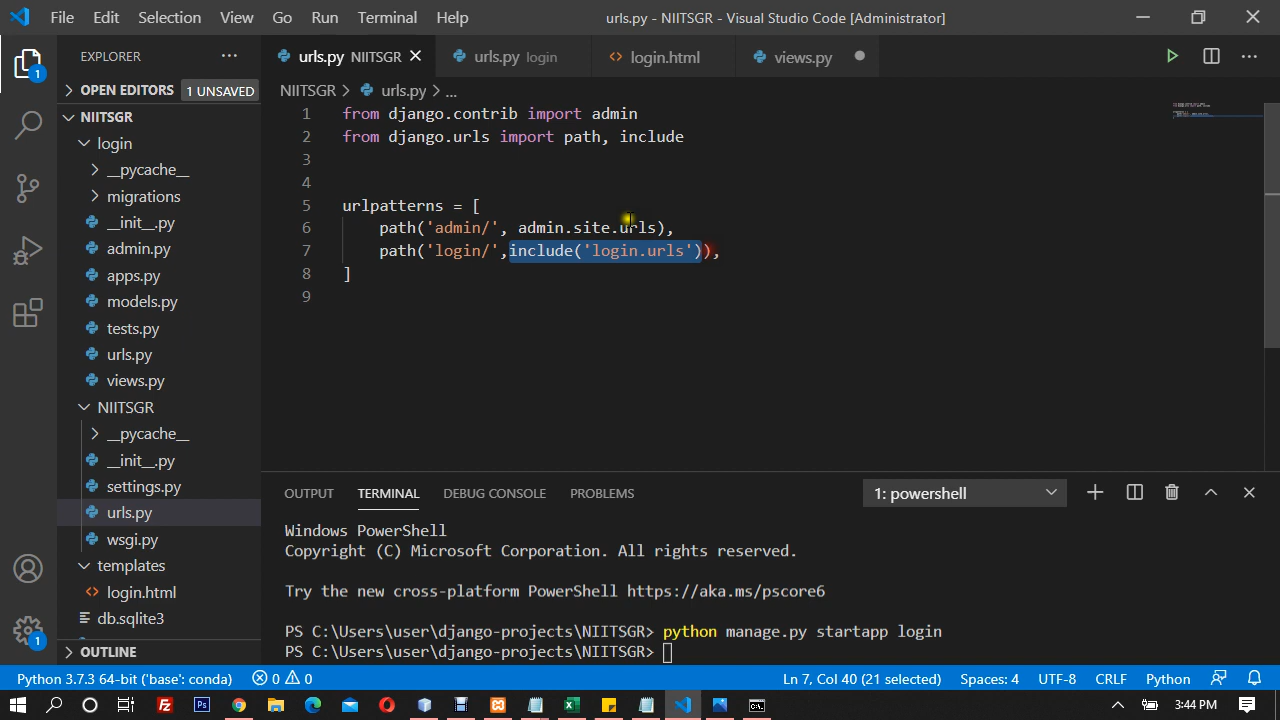 File Edit Selection View Go Run Terminal Help urls.py - NIITSGR - Visual Studio Code [Administrator]
1 EXPLORER ··· urls.py NIITSGR urls.py login login.html views.py
OPEN EDITORS 1 UNSAVED NIITSGR > urls.py > ...
NIITSGR
login
__pycache__
migrations
__init__.py
admin.py
apps.py
models.py
tests.py
urls.py
views.py
NIITSGR
__pycache__
__init__.py
settings.py
urls.py
wsgi.py
templates
login.html
db.sqlite3
OUTLINE
1
1 from django.contrib import admin
2 from django.urls import path, include
3
4
5 urlpatterns = [
6 path('admin/', admin.site.urls),
7 path('login/',include('login.urls')),
8 ]
9
OUTPUT TERMINAL DEBUG CONSOLE PROBLEMS 1: powershell
Windows PowerShell
Copyright (C) Microsoft Corporation. All rights reserved.
Try the new cross-platform PowerShell https://aka.ms/pscore6
PS C:\Users\user\django-projects\NIITSGR> python manage.py startapp login
PS C:\Users\user\django-projects\NIITSGR>
Python 3.7.3 64-bit ('base': conda) 0 0 Ln 7, Col 40 (21 selected) Spaces: 4 UTF-8 CRLF Python
Fz Ps 3:44 PM